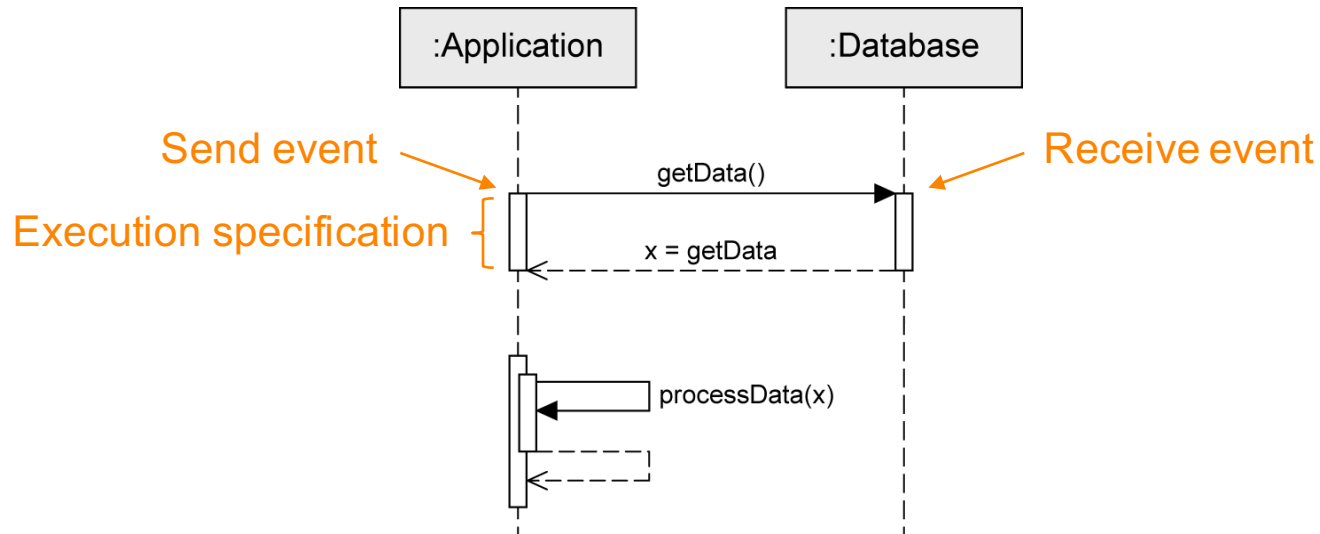 :Application
:Database
Send event
Receive event
getData()
Execution specification
x = getData
processData(x)